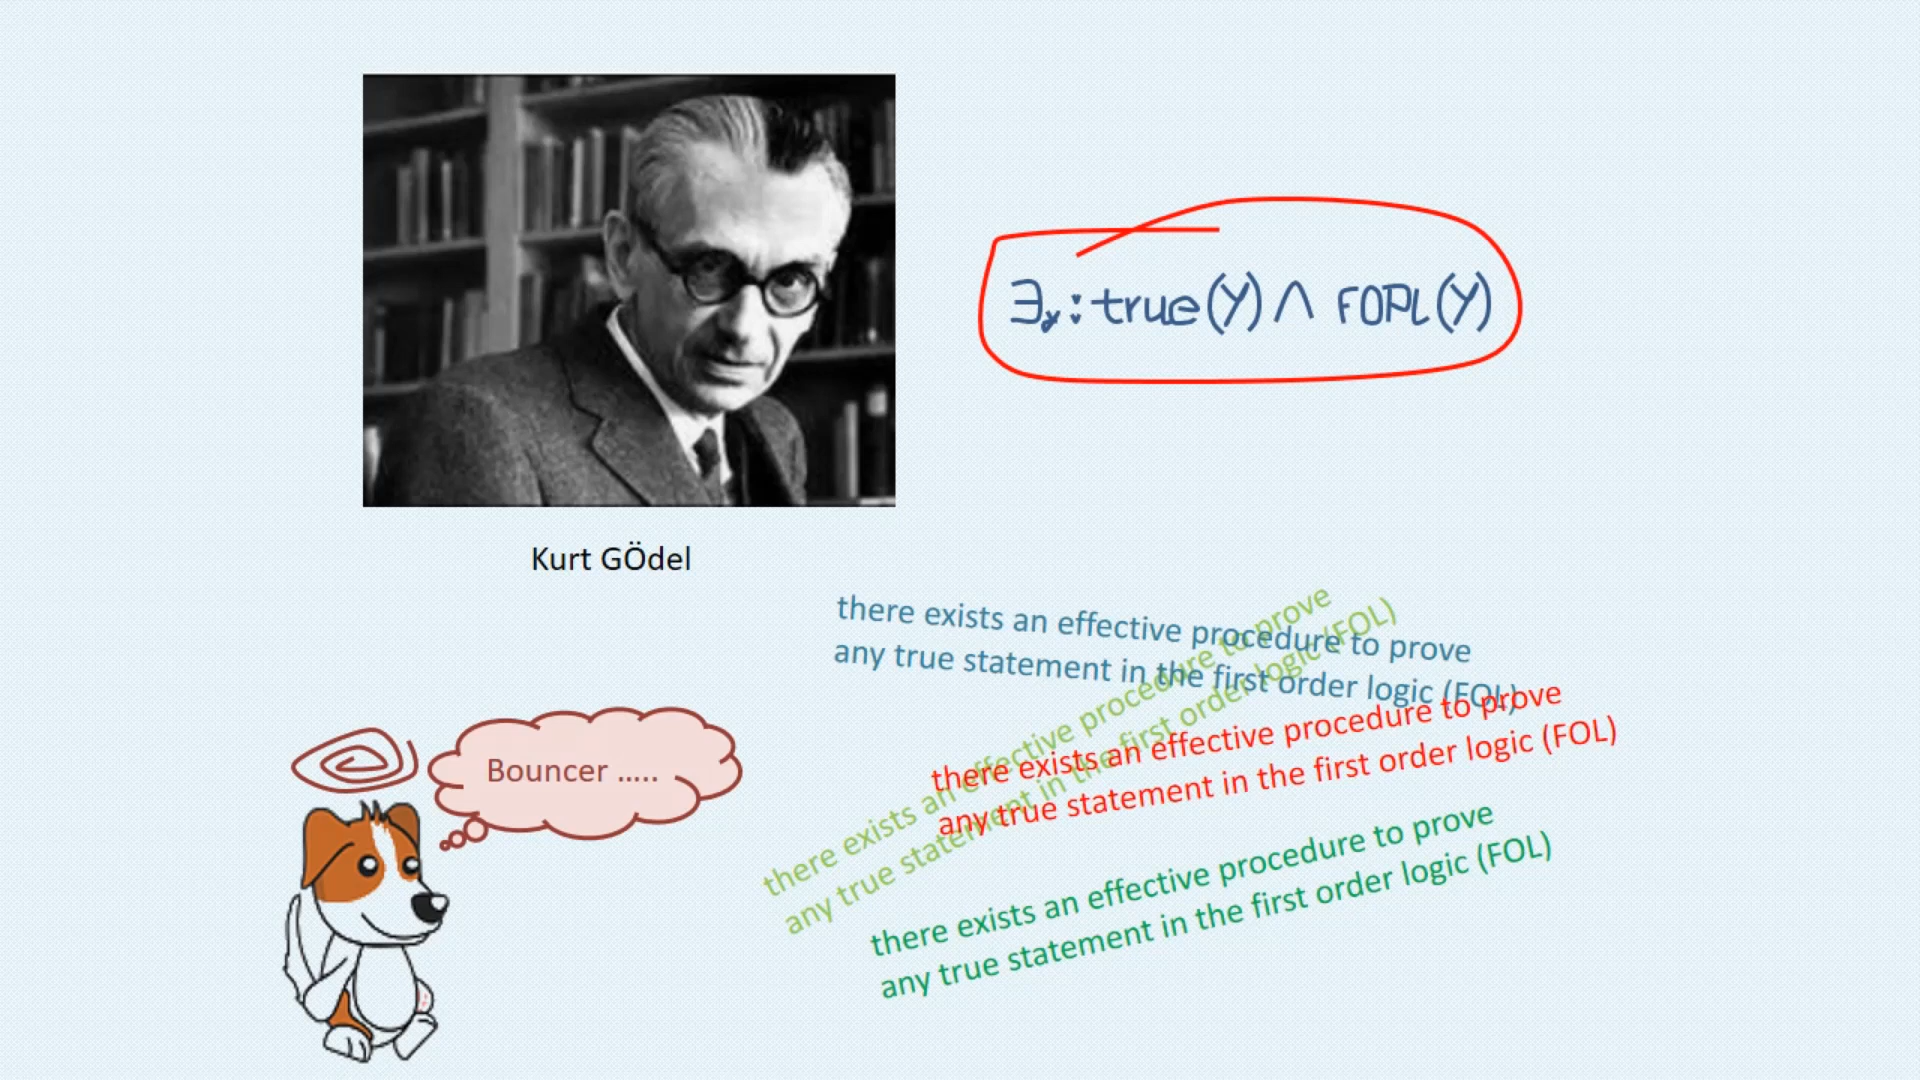 ∃ₓ: true(Y) ∧ FOPL(Y)
Kurt GÖdel
there exists an effective procedure to prove
any true statement in the first order logic (FOL)
there exists an effective procedure to prove
any true statement in the first order logic (FOL)
there exists an effective procedure to prove
any true statement in the first order logic (FOL)
Bouncer .....
there exists an effective procedure to prove
any true statement in the first order logic (FOL)